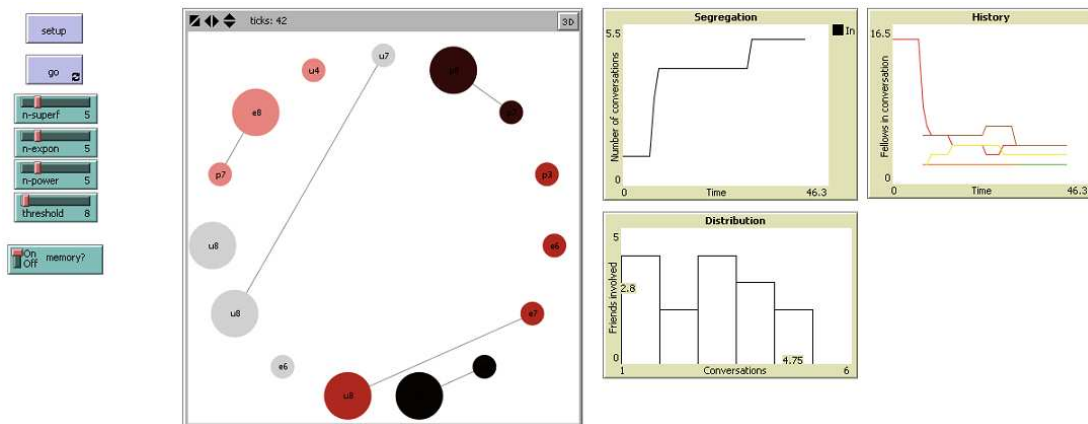 setup
go
n-superf 5
n-expon 5
n-power 5
threshold 8
On
Off
memory?
ticks: 42
3D
u7
u4
e8
p7
p3
u8
e6
u8
e7
e6
u8
Segregation
5.5
Number of conversations
0
0
Time
46.3
In
History
16.5
Fellows in conversation
0
0
Time
46.3
Distribution
5
Friends involved
2.8
0
4.75
1
Conversations
6